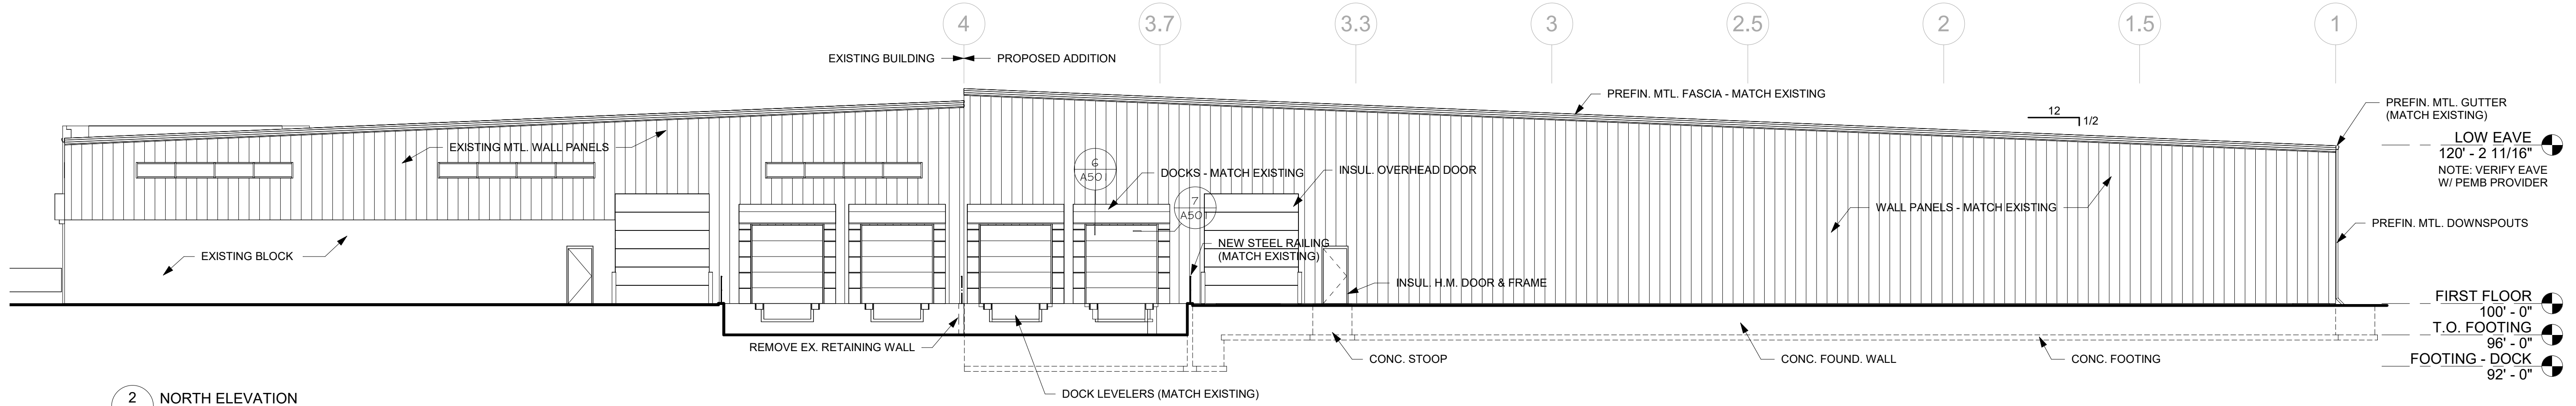 4
3.7
3.3
3
2.5
2
1.5
1
EXISTING BUILDING
PROPOSED ADDITION
PREFIN. MTL. FASCIA - MATCH EXISTING
12
1/2
PREFIN. MTL. GUTTER
(MATCH EXISTING)
LOW EAVE
120' - 2 11/16"
NOTE: VERIFY EAVE
W/ PEMB PROVIDER
EXISTING MTL. WALL PANELS
6
A50
DOCKS - MATCH EXISTING
INSUL. OVERHEAD DOOR
7
A501
WALL PANELS - MATCH EXISTING
PREFIN. MTL. DOWNSPOUTS
EXISTING BLOCK
NEW STEEL RAILING
(MATCH EXISTING)
INSUL. H.M. DOOR & FRAME
FIRST FLOOR
100' - 0"
T.O. FOOTING
96' - 0"
REMOVE EX. RETAINING WALL
CONC. STOOP
CONC. FOUND. WALL
CONC. FOOTING
FOOTING - DOCK
92' - 0"
DOCK LEVELERS (MATCH EXISTING)
2
NORTH ELEVATION